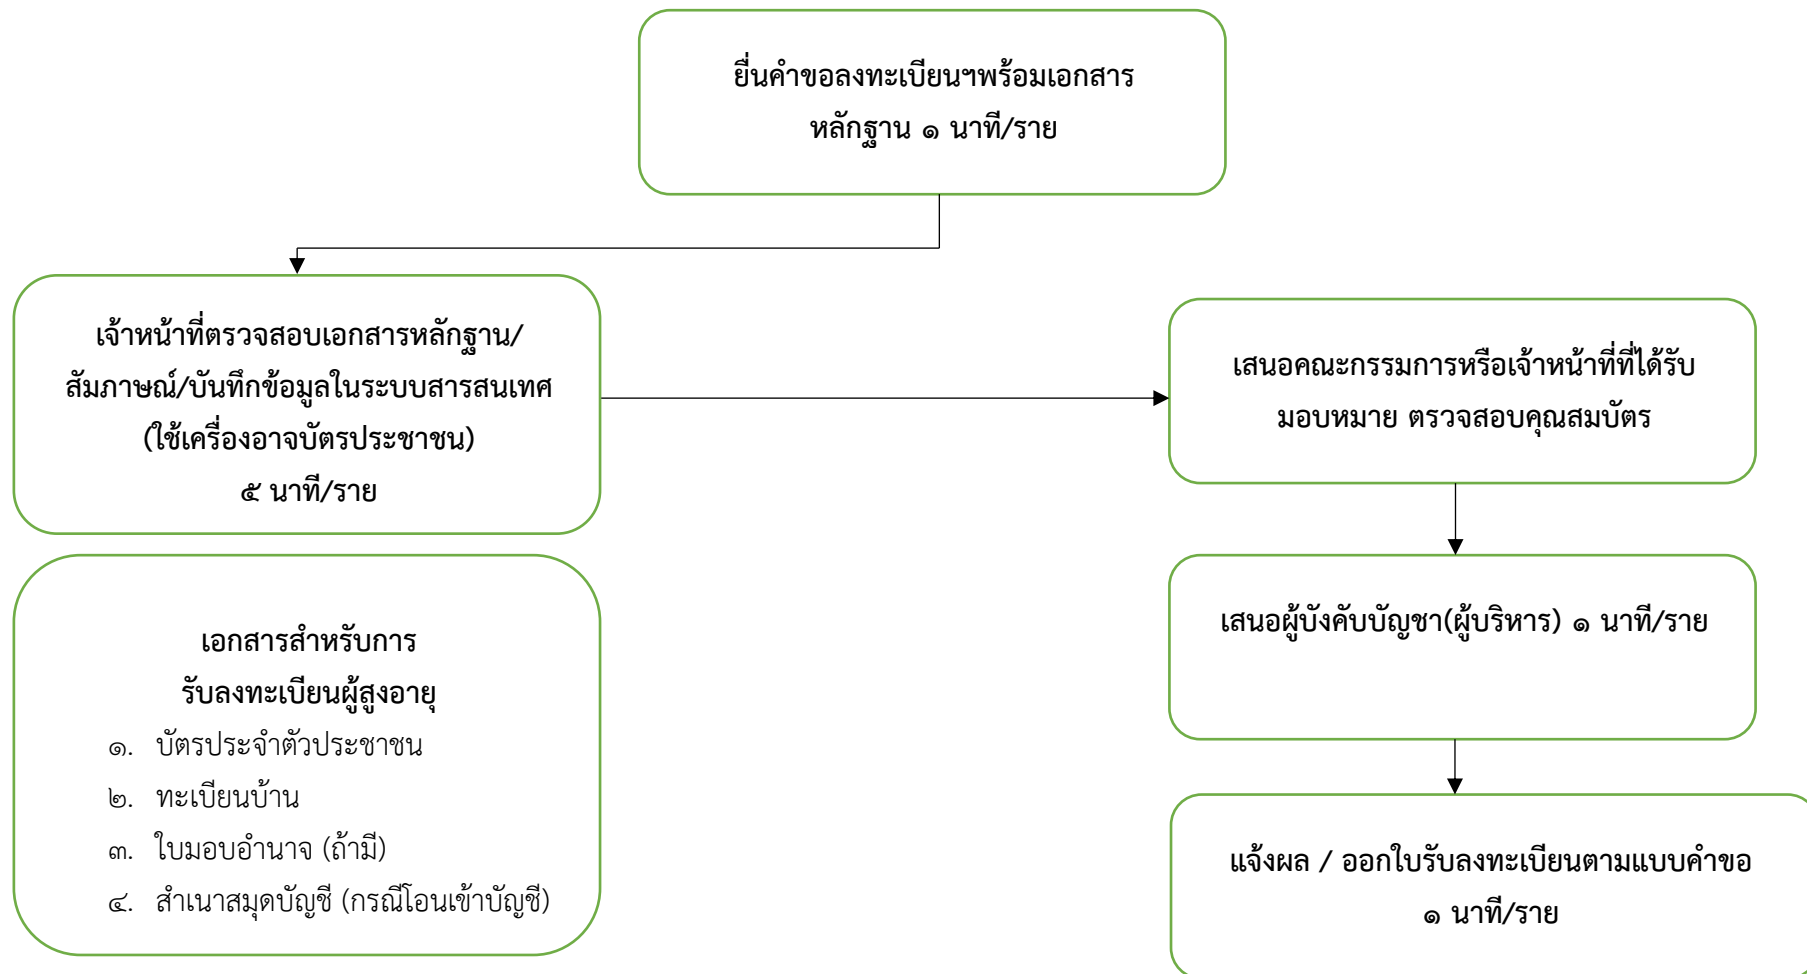 ยื่นคำขอลงทะเบียนฯพร้อมเอกสาร
หลักฐาน ๑ นาที/ราย
เจ้าหน้าที่ตรวจสอบเอกสารหลักฐาน/
สัมภาษณ์/บันทึกข้อมูลในระบบสารสนเทศ
(ใช้เครื่องอาจบัตรประชาชน)
๕ นาที/ราย
เสนอคณะกรรมการหรือเจ้าหน้าที่ที่ได้รับ
มอบหมาย ตรวจสอบคุณสมบัตร
เอกสารสำหรับการ
รับลงทะเบียนผู้สูงอายุ
๑. บัตรประจำตัวประชาชน
๒. ทะเบียนบ้าน
๓. ใบมอบอำนาจ (ถ้ามี)
๔. สำเนาสมุดบัญชี (กรณีโอนเข้าบัญชี)
เสนอผู้บังคับบัญชา(ผู้บริหาร) ๑ นาที/ราย
แจ้งผล / ออกใบรับลงทะเบียนตามแบบคำขอ
๑ นาที/ราย